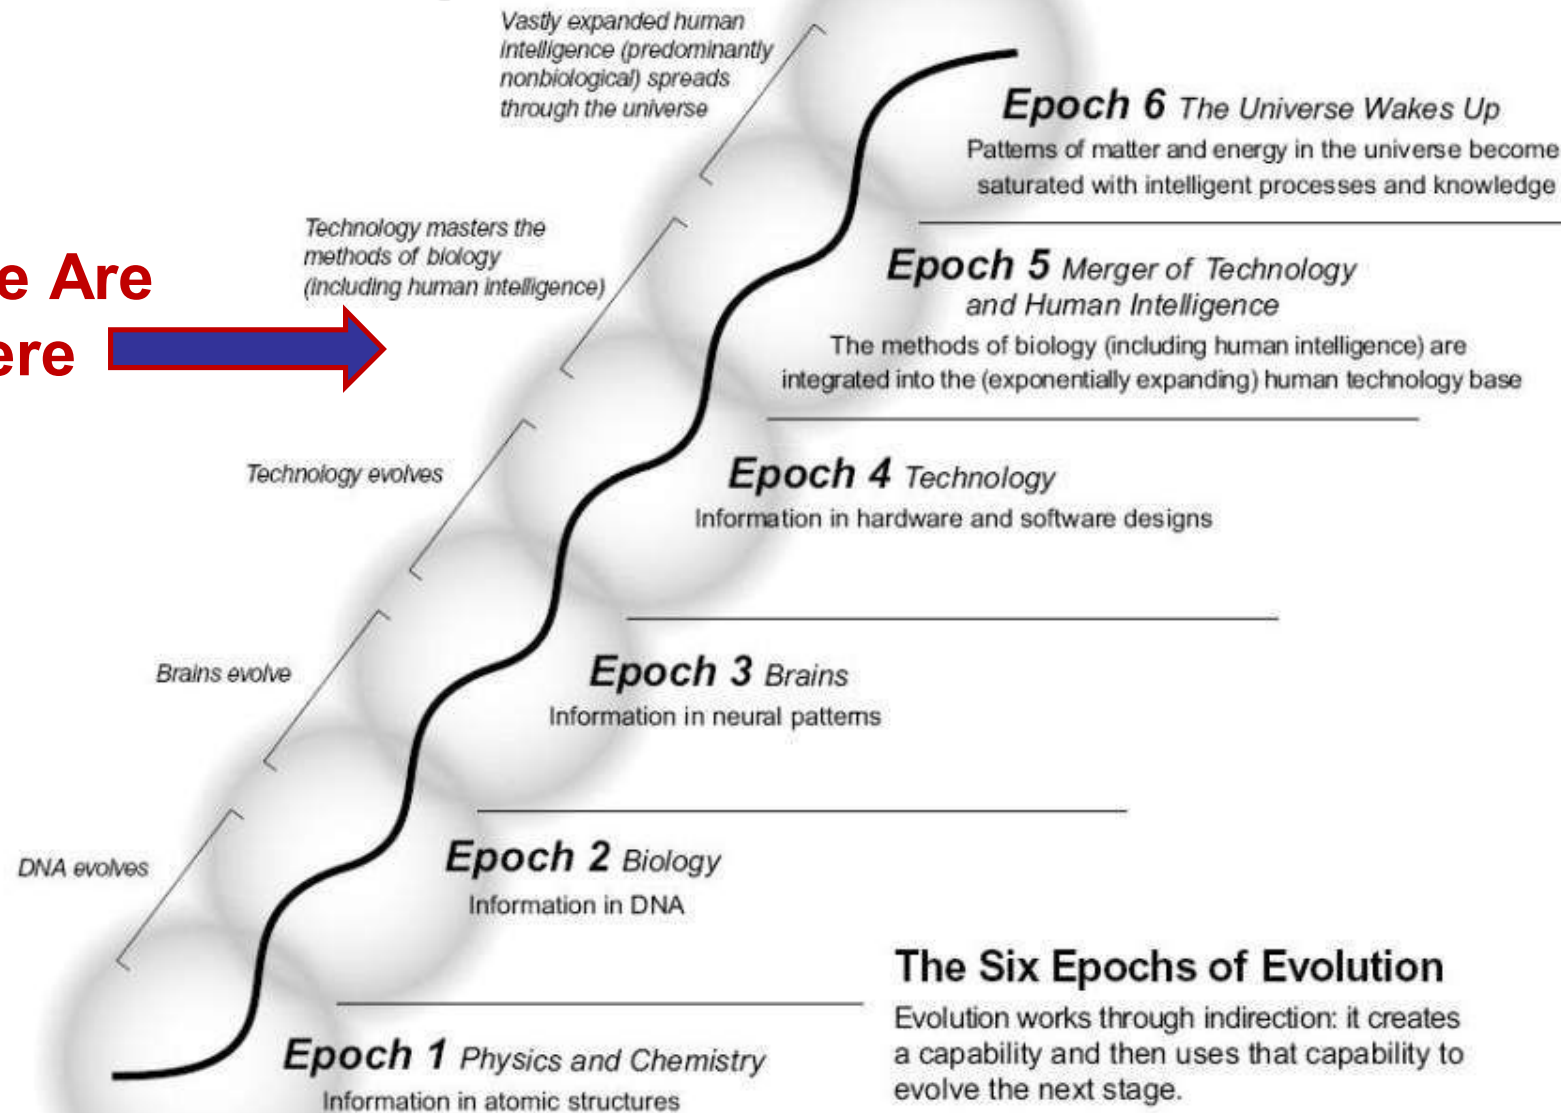 Vastly expanded human
intelligence (predominantly
nonbiological) spreads
through the universe
Epoch 6 The Universe Wakes Up
Patterns of matter and energy in the universe become
saturated with intelligent processes and knowledge
Technology masters the
methods of biology
(including human intelligence)
e Are
ere
Epoch 5 Merger of Technology
and Human Intelligence
The methods of biology (including human intelligence) are
integrated into the (exponentially expanding) human technology base
Technology evolves
Epoch 4 Technology
Information in hardware and software designs
Brains evolve
Epoch 3 Brains
Information in neural patterns
DNA evolves
Epoch 2 Biology
Information in DNA
Epoch 1 Physics and Chemistry
Information in atomic structures
The Six Epochs of Evolution
Evolution works through indirection: it creates
a capability and then uses that capability to
evolve the next stage.